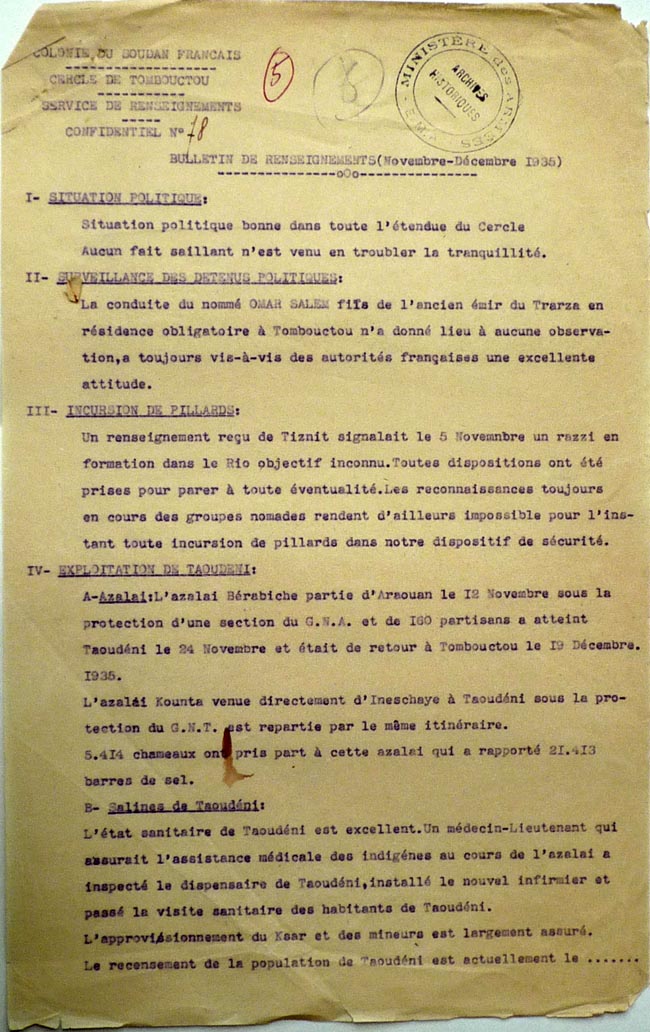 COLONIE DU SOUDAN FRANCAIS
CERCLE DE TOMBOUCTOU
SERVICE DE RENSEIGNEMENTS
CONFIDENTIEL N° 78
5
8
MINISTÈRE des ARMÉES
ARCHIVES
HISTORIQUES
BULLETIN DE RENSEIGNEMENTS(Novembre-Décembre I935)
---------------oOo---------------
I- SITUATION POLITIQUE:
Situation politique bonne dans toute l'étendue du Cercle
Aucun fait saillant n'est venu en troubler la tranquillité.
II- SURVEILLANCE DES DETENUS POLITIQUES:
La conduite du nommé OMAR SALEM fils de l'ancien émir du Trarza en
résidence obligatoire à Tombouctou n'a donné lieu à aucune observa-
tion,a toujours vis-à-vis des autorités françaises une excellente
attitude.
III- INCURSION DE PILLARDS:
Un renseignement reçu de Tiznit signalait le 5 Novemnbre un razzi en
formation dans le Rio objectif inconnu.Toutes dispositions ont été
prises pour parer à toute éventualité.Les reconnaissances toujours
en cours des groupes nomades rendent d'ailleurs impossible pour l'ins-
tant toute incursion de pillards dans notre dispositif de sécurité.
IV- EXPLOITATION DE TAOUDENI:
A-Azalai:L'azalai Bérabiche partie d'Araouan le I2 Novembre sous la
protection d'une section du G.N.A. et de I60 partisans a atteint
Taoudéni le 24 Novembre et était de retour à Tombouctou le I9 Décembre.
I935.
L'azalai Kounta venue directement d'Ineschaye à Taoudéni sous la pro-
tection du G.N.T. est repartie par le même itinéraire.
5.4I4 chameaux ont pris part à cette azalai qui a rapporté 2I.4I3
barres de sel.
B- Salines de Taoudéni:
L'état sanitaire de Taoudéni est excellent.Un médecin-Lieutenant qui
assurait l'assistance médicale des indigénes au cours de l'azalai a
inspecté le dispensaire de Taoudéni,installé le nouvel infirmier et
passé la visite sanitaire des habitants de Taoudéni.
L'approvisionnement du Ksar et des mineurs est largement assuré.
Le recensement de la population de Taoudéni est actuellement le .......